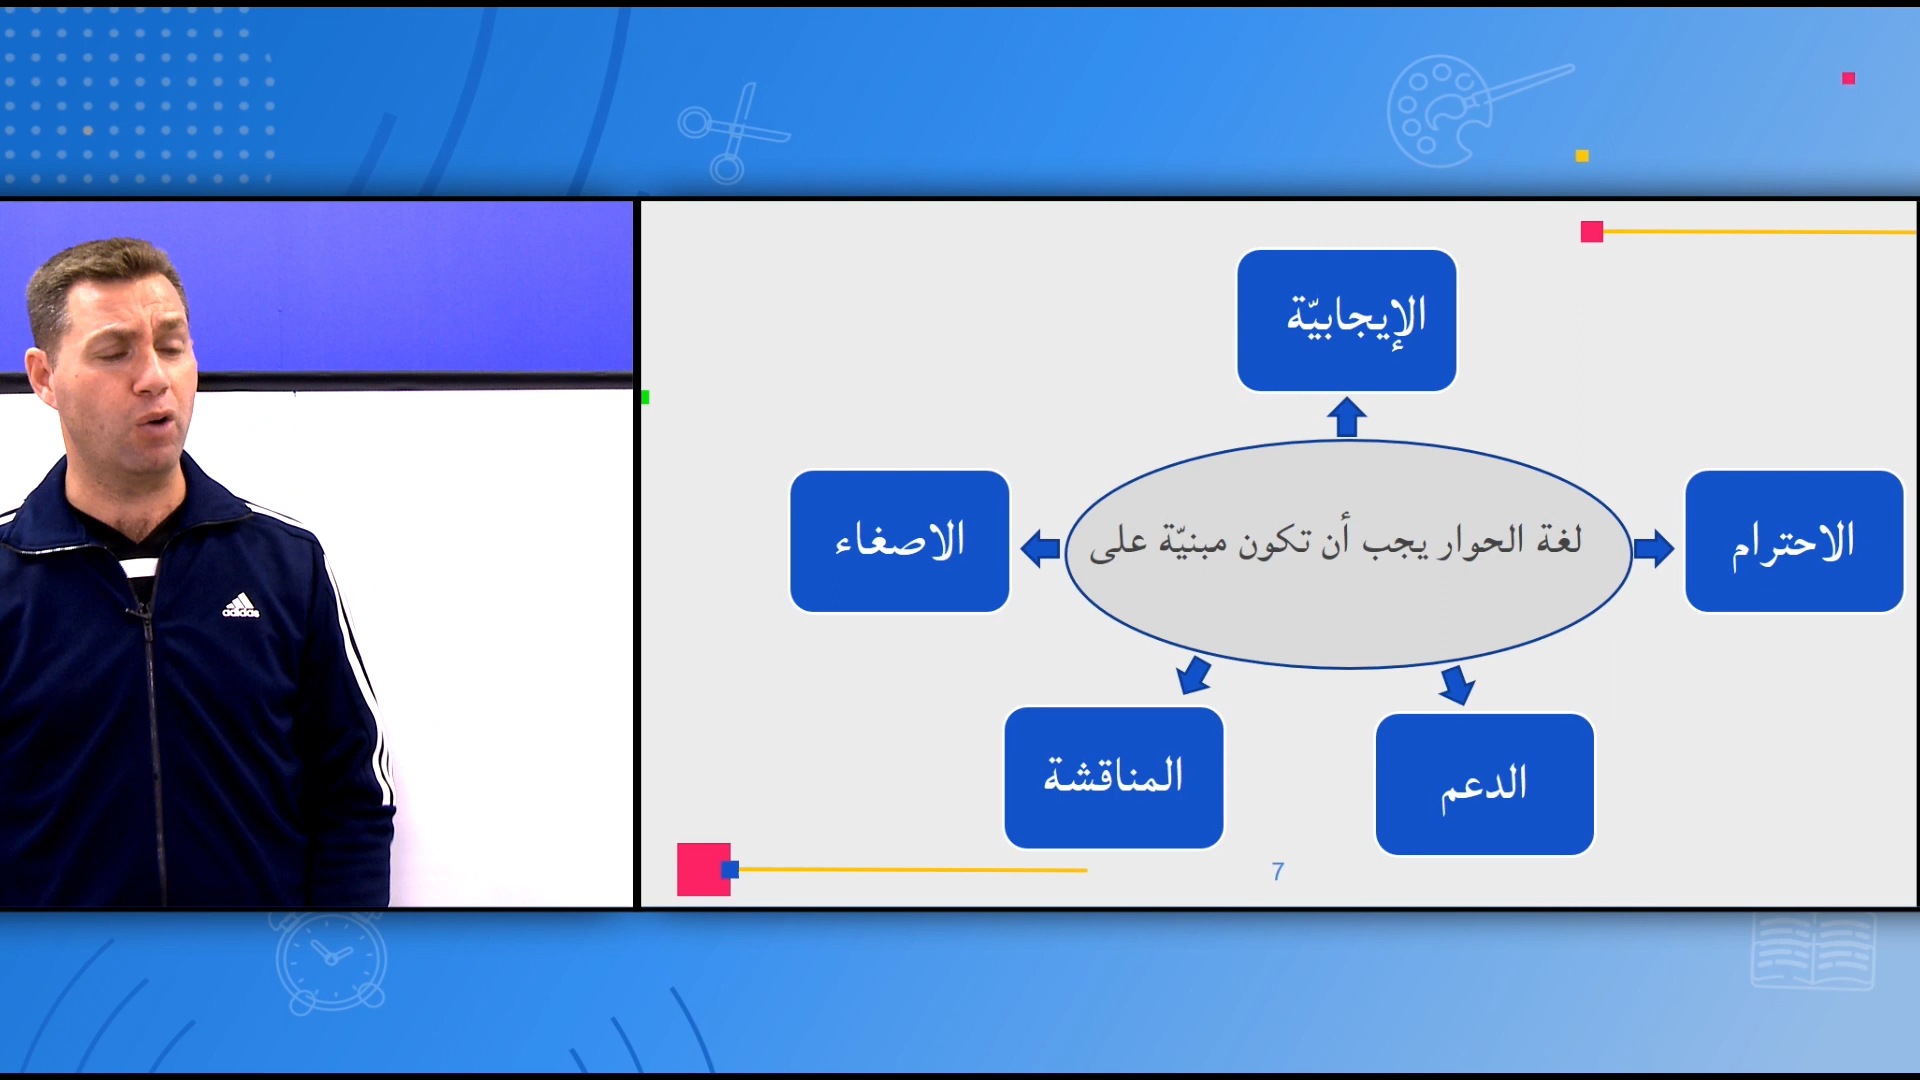 الإيجابيّة
لغة الحوار يجب أن تكون مبنيّة على
الاحترام
الاصغاء
الدعم
المناقشة
7
adidas